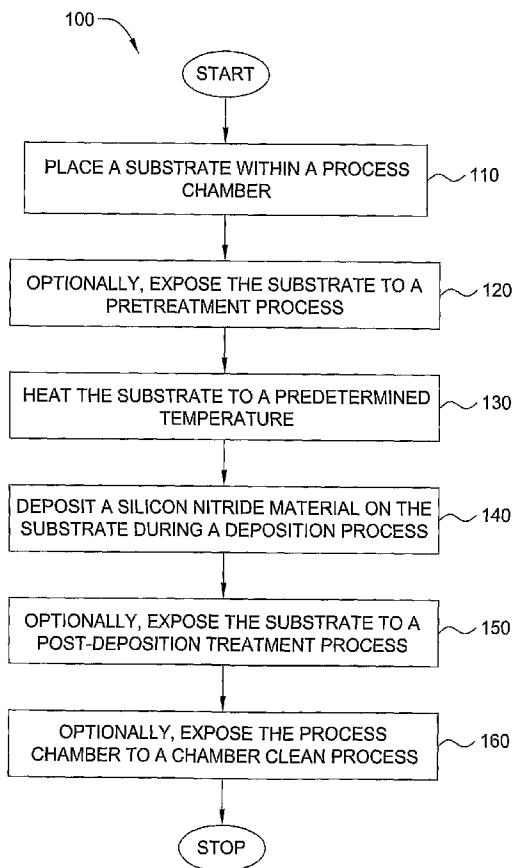 100
START
PLACE A SUBSTRATE WITHIN A PROCESS
CHAMBER
110
OPTIONALLY, EXPOSE THE SUBSTRATE TO A
PRETREATMENT PROCESS
120
HEAT THE SUBSTRATE TO A PREDETERMINED
TEMPERATURE
130
DEPOSIT A SILICON NITRIDE MATERIAL ON THE
SUBSTRATE DURING A DEPOSITION PROCESS
140
OPTIONALLY, EXPOSE THE SUBSTRATE TO A
POST-DEPOSITION TREATMENT PROCESS
150
OPTIONALLY, EXPOSE THE PROCESS
CHAMBER TO A CHAMBER CLEAN PROCESS
160
STOP